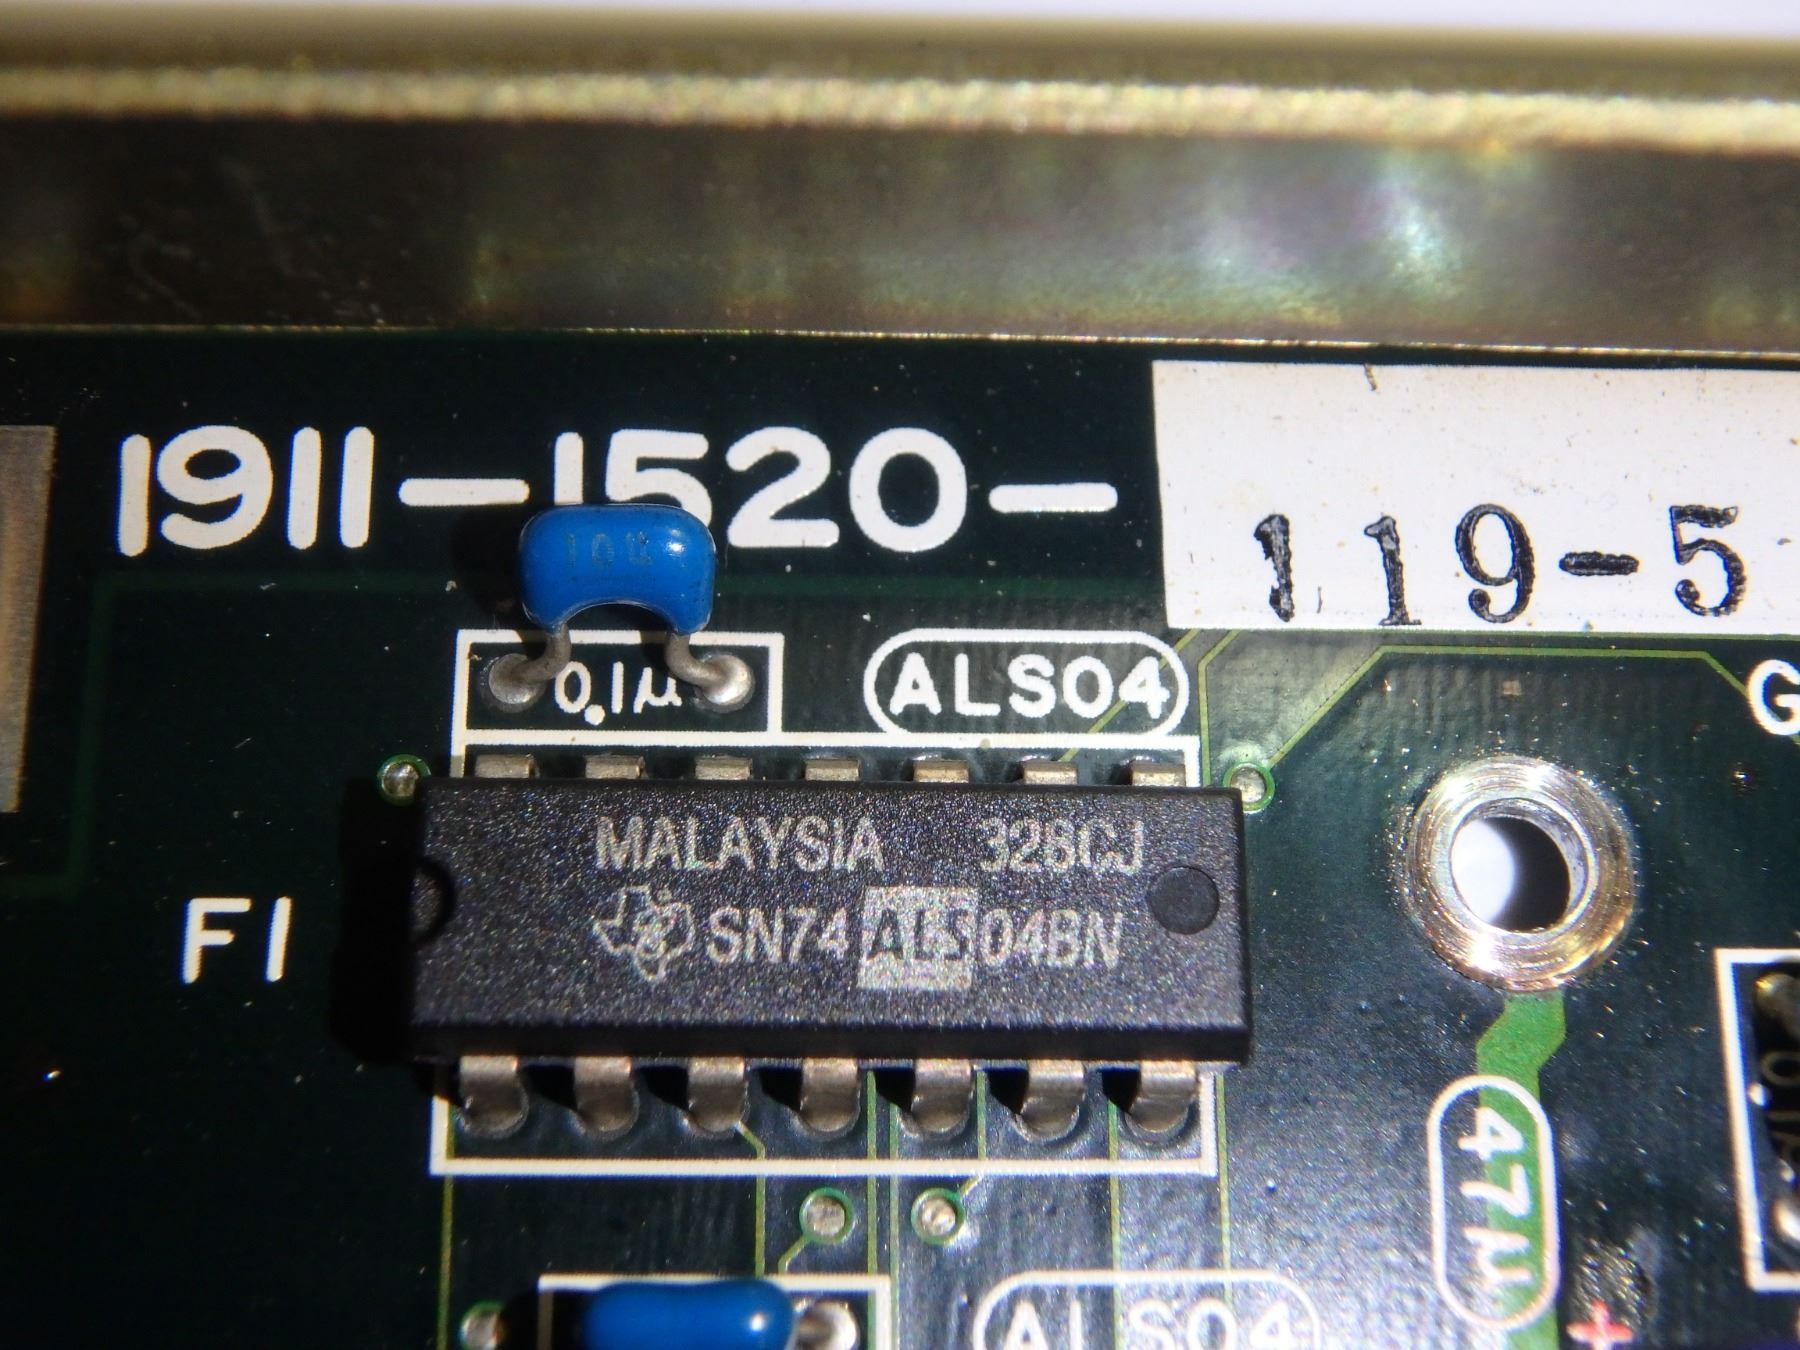 1911-1520-
119-5
0.1µ
ALS04
G
MALAYSIA 328CJ
SN74ALS04BN
F1
47µ
+
ALS04